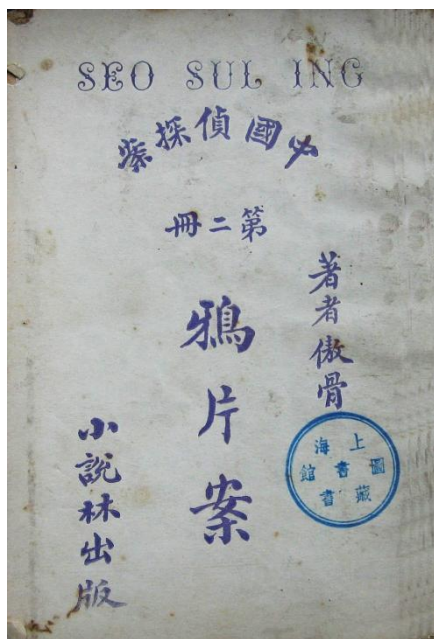 SEO SUL ING
中國偵探案
第二冊
著者傲骨
鴉片案
小說林出版
上海圖書館藏書